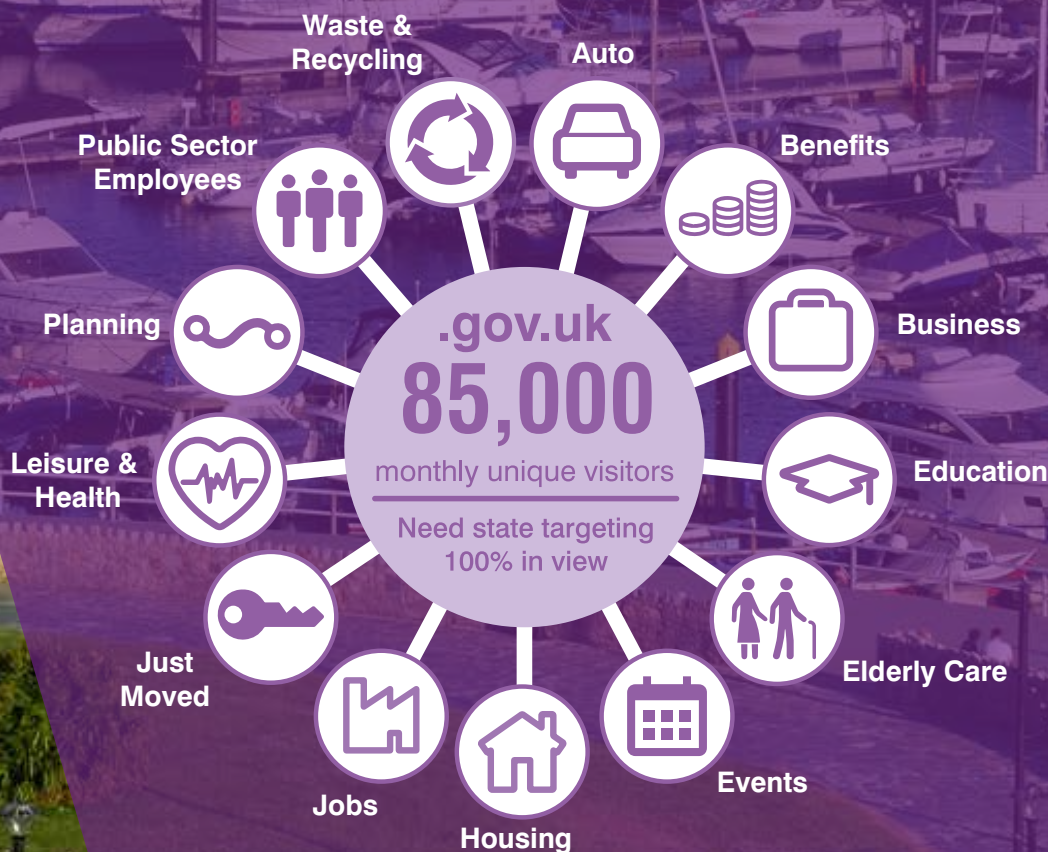 Waste &
Recycling
Auto
Public Sector
Employees
Benefits
Planning
Business
.gov.uk
85,000
monthly unique visitors
Need state targeting
100% in view
Leisure &
Health
Education
Just
Moved
Elderly Care
Jobs
Events
Housing